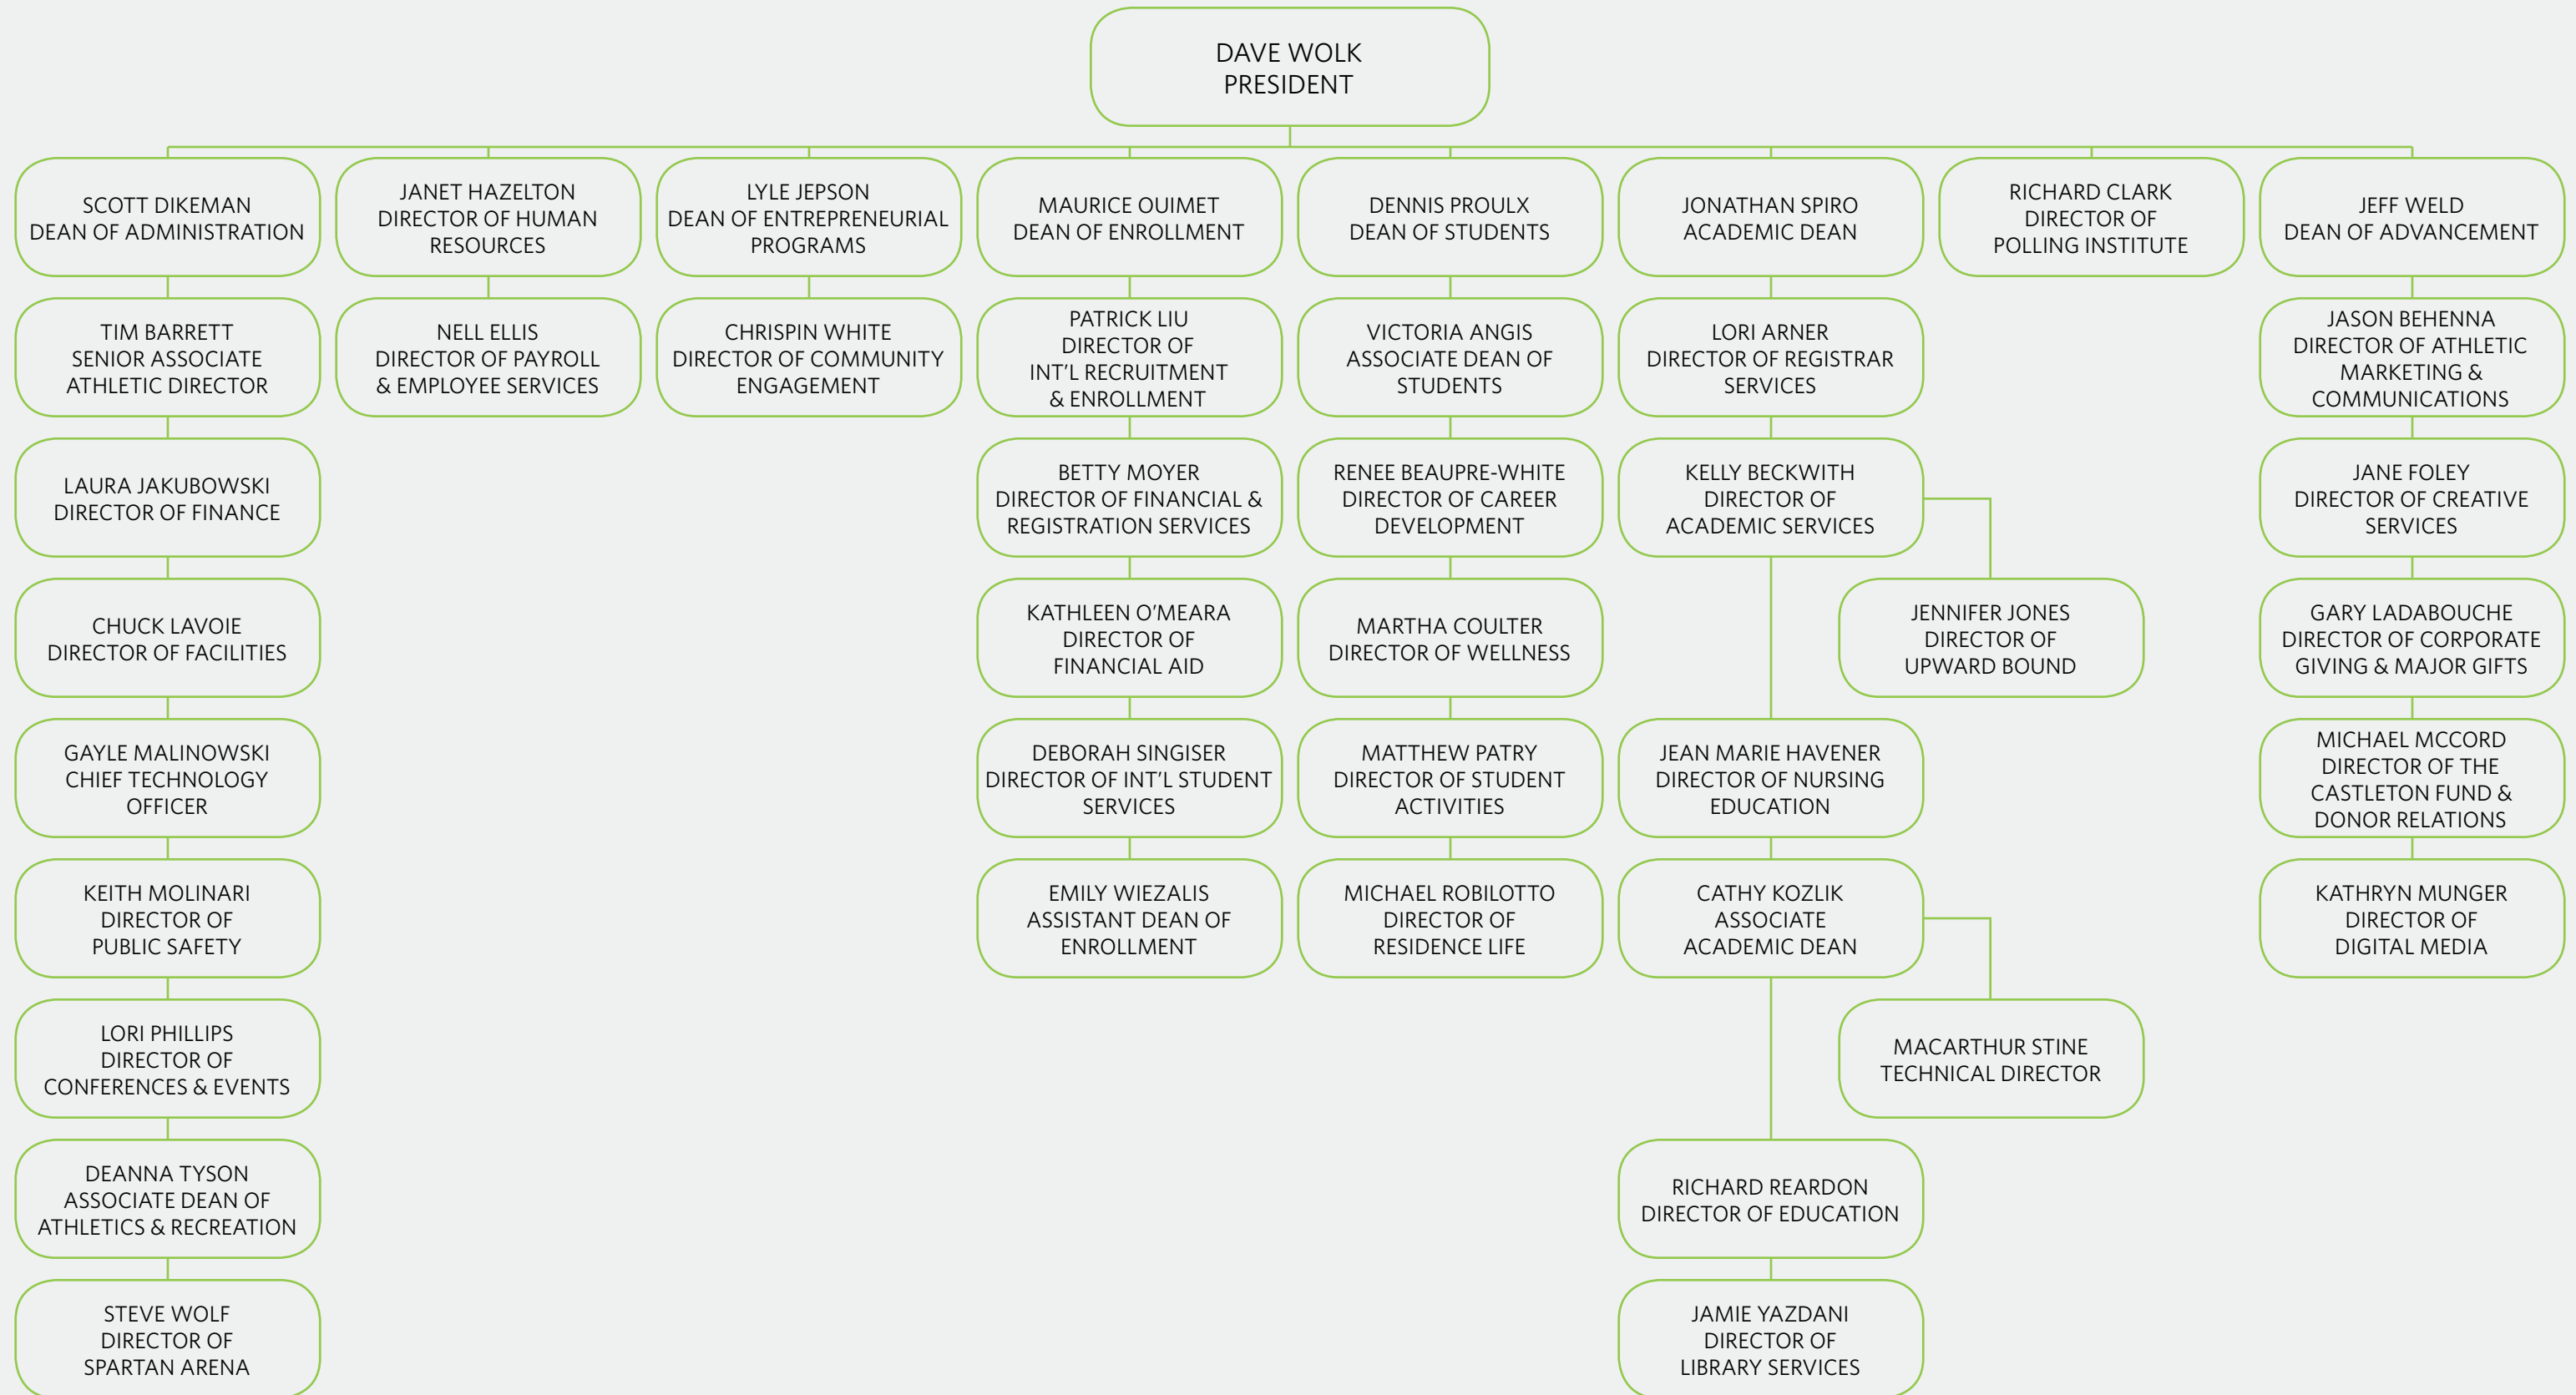 DAVE WOLK
PRESIDENT
SCOTT DIKEMAN
DEAN OF ADMINISTRATION
JANET HAZELTON
DIRECTOR OF HUMAN
RESOURCES
LYLE JEPSON
DEAN OF ENTREPRENEURIAL
PROGRAMS
MAURICE OUIMET
DEAN OF ENROLLMENT
DENNIS PROULX
DEAN OF STUDENTS
JONATHAN SPIRO
ACADEMIC DEAN
RICHARD CLARK
DIRECTOR OF
POLLING INSTITUTE
JEFF WELD
DEAN OF ADVANCEMENT
TIM BARRETT
SENIOR ASSOCIATE
ATHLETIC DIRECTOR
NELL ELLIS
DIRECTOR OF PAYROLL
& EMPLOYEE SERVICES
CHRISPIN WHITE
DIRECTOR OF COMMUNITY
ENGAGEMENT
PATRICK LIU
DIRECTOR OF
INT’L RECRUITMENT
& ENROLLMENT
VICTORIA ANGIS
ASSOCIATE DEAN OF
STUDENTS
LORI ARNER
DIRECTOR OF REGISTRAR
SERVICES
JASON BEHENNA
DIRECTOR OF ATHLETIC
MARKETING &
COMMUNICATIONS
LAURA JAKUBOWSKI
DIRECTOR OF FINANCE
BETTY MOYER
DIRECTOR OF FINANCIAL &
REGISTRATION SERVICES
RENEE BEAUPRE-WHITE
DIRECTOR OF CAREER
DEVELOPMENT
KELLY BECKWITH
DIRECTOR OF
ACADEMIC SERVICES
JANE FOLEY
DIRECTOR OF CREATIVE
SERVICES
CHUCK LAVOIE
DIRECTOR OF FACILITIES
KATHLEEN O’MEARA
DIRECTOR OF
FINANCIAL AID
MARTHA COULTER
DIRECTOR OF WELLNESS
JENNIFER JONES
DIRECTOR OF
UPWARD BOUND
GARY LADABOUCHE
DIRECTOR OF CORPORATE
GIVING & MAJOR GIFTS
GAYLE MALINOWSKI
CHIEF TECHNOLOGY
OFFICER
DEBORAH SINGISER
DIRECTOR OF INT’L STUDENT
SERVICES
MATTHEW PATRY
DIRECTOR OF STUDENT
ACTIVITIES
JEAN MARIE HAVENER
DIRECTOR OF NURSING
EDUCATION
MICHAEL MCCORD
DIRECTOR OF THE
CASTLETON FUND &
DONOR RELATIONS
KEITH MOLINARI
DIRECTOR OF
PUBLIC SAFETY
EMILY WIEZALIS
ASSISTANT DEAN OF
ENROLLMENT
MICHAEL ROBILOTTO
DIRECTOR OF
RESIDENCE LIFE
CATHY KOZLIK
ASSOCIATE
ACADEMIC DEAN
KATHRYN MUNGER
DIRECTOR OF
DIGITAL MEDIA
LORI PHILLIPS
DIRECTOR OF
CONFERENCES & EVENTS
MACARTHUR STINE
TECHNICAL DIRECTOR
DEANNA TYSON
ASSOCIATE DEAN OF
ATHLETICS & RECREATION
RICHARD REARDON
DIRECTOR OF EDUCATION
STEVE WOLF
DIRECTOR OF
SPARTAN ARENA
JAMIE YAZDANI
DIRECTOR OF
LIBRARY SERVICES